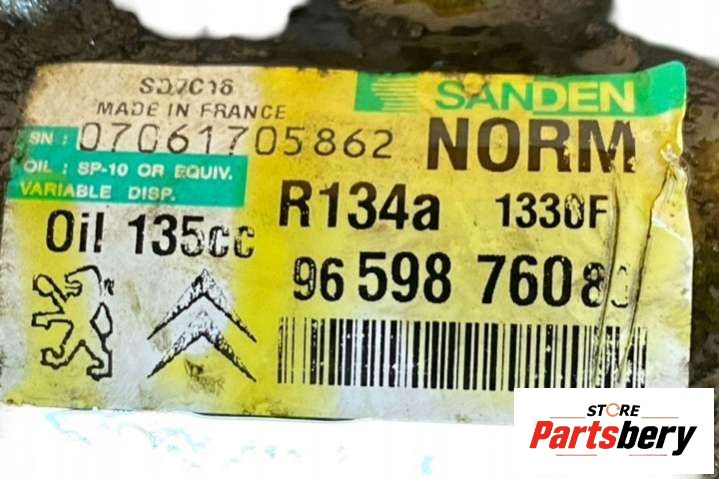 SD7C16
MADE IN FRANCE
SANDEN
SN: 07061705862
NORM
OIL : SP-10 OR EQUIV.
VARIABLE DISP.
R134a 1330F
Oil 135cc
96 598 760
STORE
Partsbery